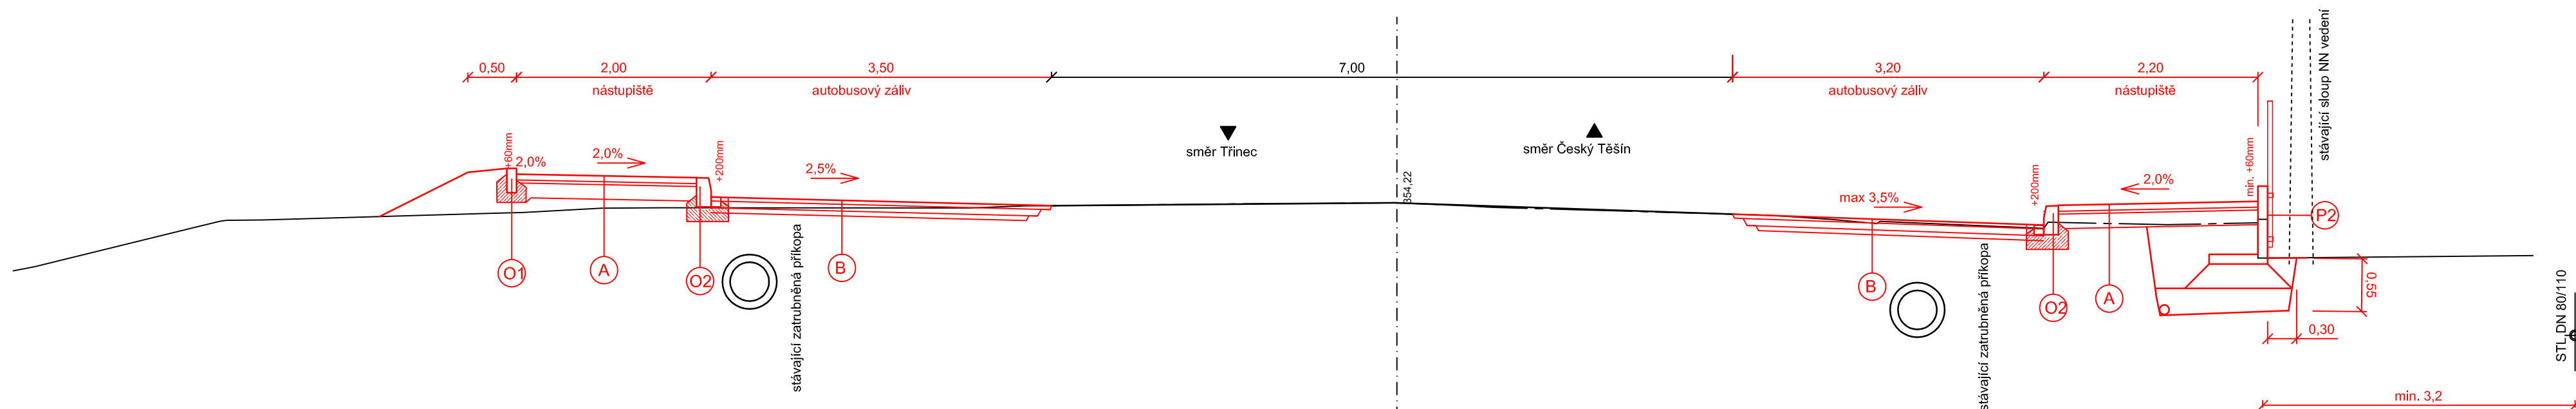 0,50
2,00
3,50
7,00
3,20
2,20
nástupiště
autobusový záliv
autobusový záliv
nástupiště
stávající sloup NN vedení
směr Třinec
směr Český Těšín
+60mm
2,0%
2,0%
+200mm
2,5%
354,22
max 3,5%
+200mm
2,0%
min. +60mm
P2
O1
A
O2
B
stávající zatrubněná příkopa
B
stávající zatrubněná příkopa
O2
A
0,55
0,30
STL DN 80/110
min. 3,2